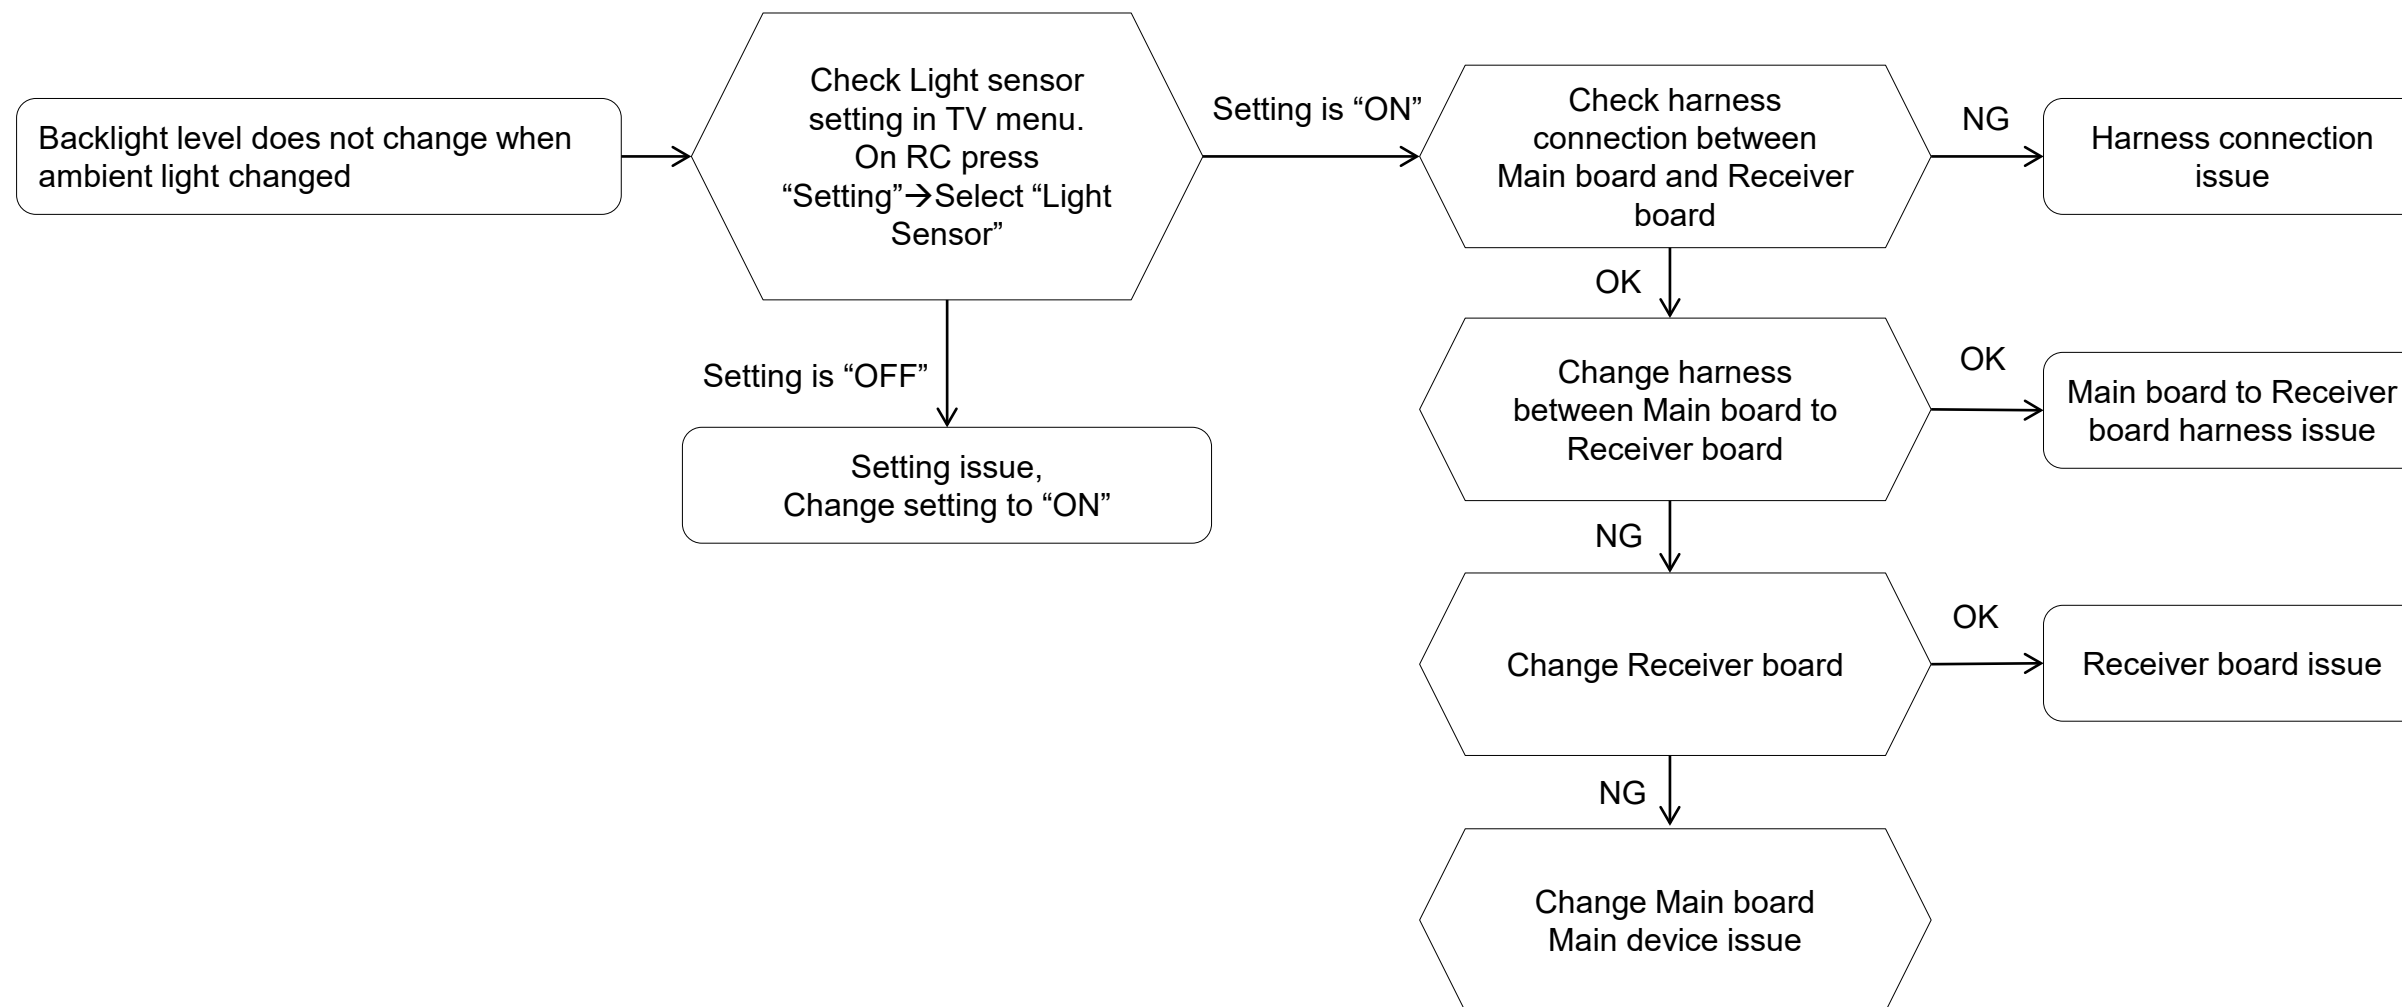 Backlight level does not change when
ambient light changed
Check Light sensor
setting in TV menu.
On RC press
“Setting”→Select “Light
Sensor”
Setting is “ON”
Check harness
connection between
Main board and Receiver
board
NG
Harness connection
issue
OK
Setting is “OFF”
Setting issue,
Change setting to “ON”
Change harness
between Main board to
Receiver board
OK
Main board to Receiver
board harness issue
NG
Change Receiver board
OK
Receiver board issue
NG
Change Main board
Main device issue